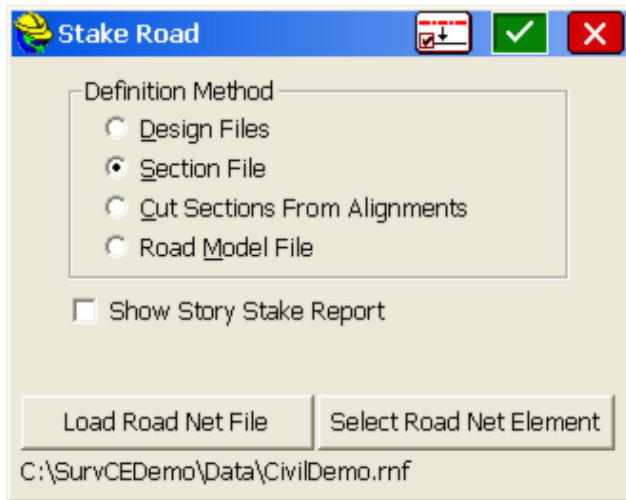 Stake Road
Definition Method
Design Files
Section File
Cut Sections From Alignments
Road Model File
Show Story Stake Report
Load Road Net File
Select Road Net Element
C:\SurvCEDemo\Data\CivilDemo.rnf